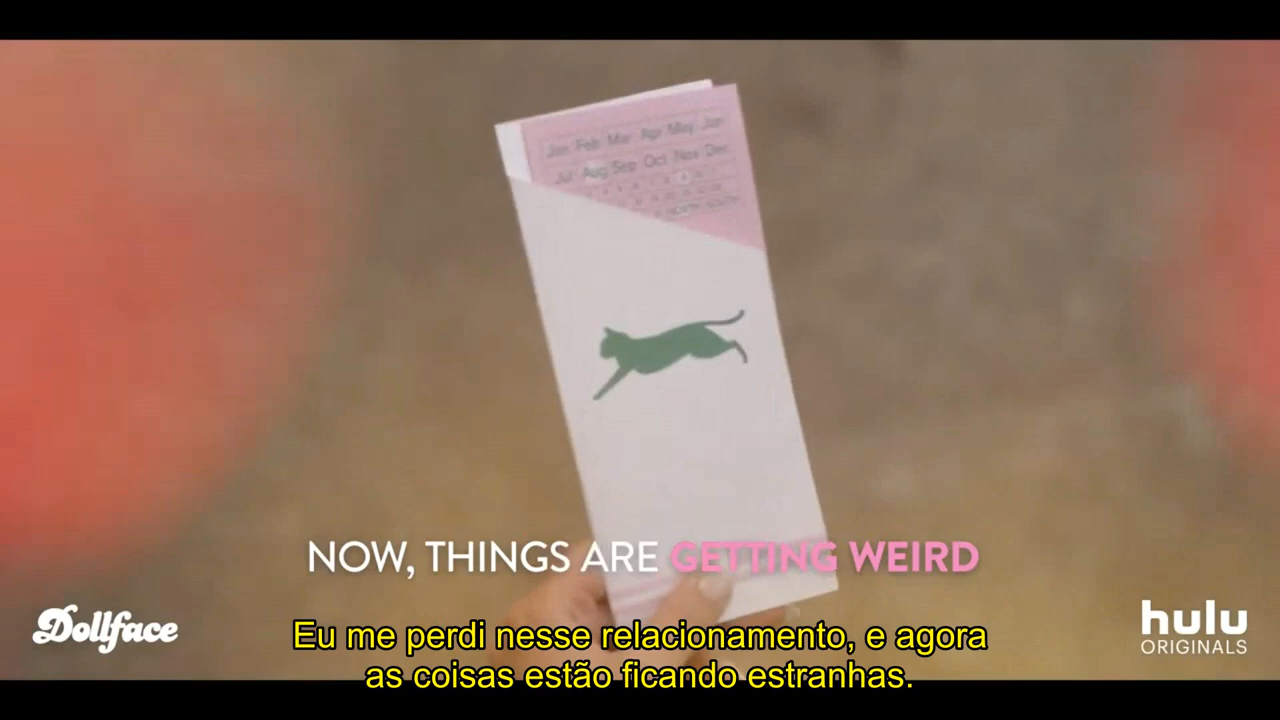 Jan Feb Mar Apr May Jun
Jul Aug Sep Oct Nov Dec
NOW, THINGS ARE GETTING WEIRD
Dollface
hulu
ORIGINALS
Eu me perdi nesse relacionamento, e agora
as coisas estão ficando estranhas.